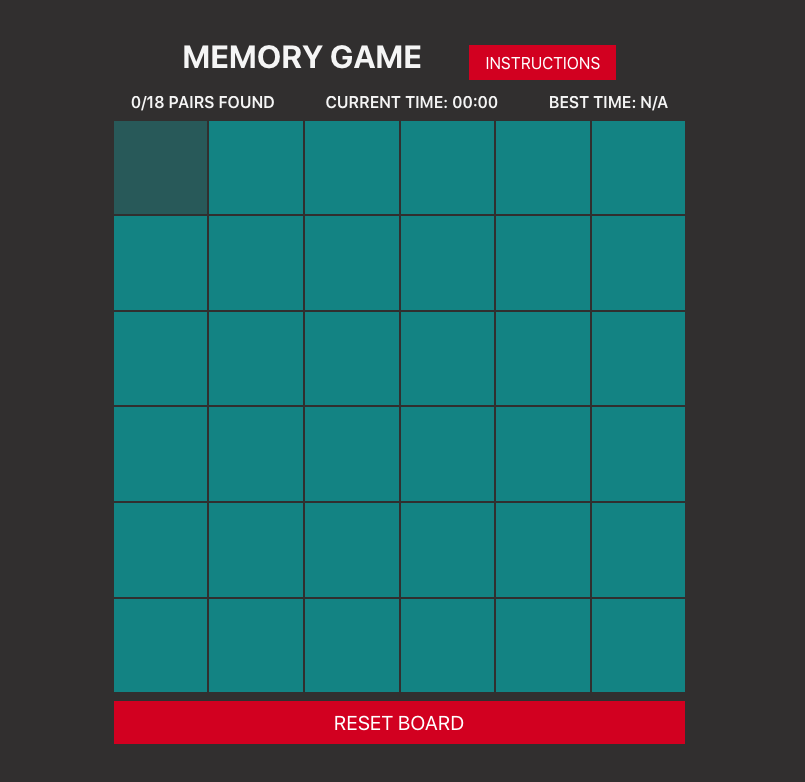 MEMORY GAME
INSTRUCTIONS
0/18 PAIRS FOUND
CURRENT TIME: 00:00
BEST TIME: N/A
RESET BOARD